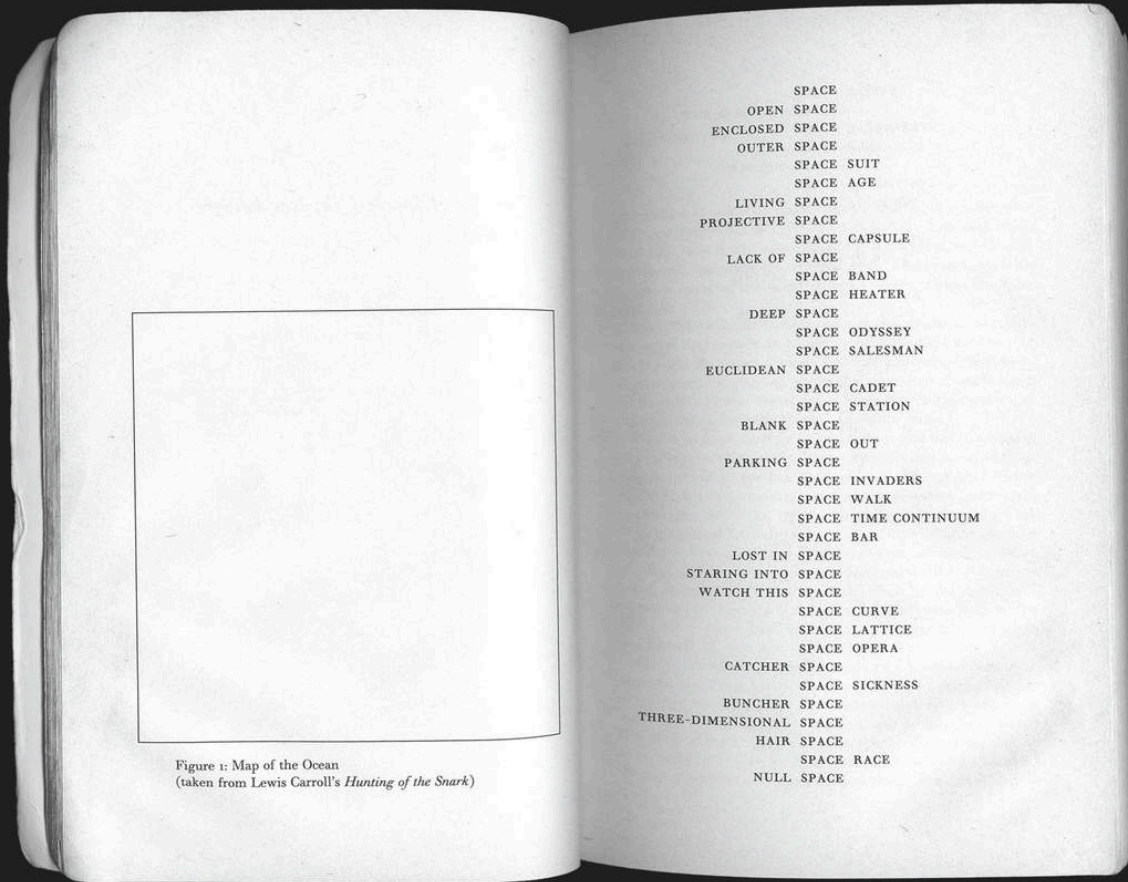 Figure 1: Map of the Ocean
(taken from Lewis Carroll's Hunting of the Snark)
SPACE
OPEN SPACE
ENCLOSED SPACE
OUTER SPACE
SPACE SUIT
SPACE AGE
LIVING SPACE
PROJECTIVE SPACE
SPACE CAPSULE
LACK OF SPACE
SPACE BAND
SPACE HEATER
DEEP SPACE
SPACE ODYSSEY
SPACE SALESMAN
EUCLIDEAN SPACE
SPACE CADET
SPACE STATION
BLANK SPACE
SPACE OUT
PARKING SPACE
SPACE INVADERS
SPACE WALK
SPACE TIME CONTINUUM
SPACE BAR
LOST IN SPACE
STARING INTO SPACE
WATCH THIS SPACE
SPACE CURVE
SPACE LATTICE
SPACE OPERA
CATCHER SPACE
SPACE SICKNESS
BUNCHER SPACE
THREE-DIMENSIONAL SPACE
HAIR SPACE
SPACE RACE
NULL SPACE